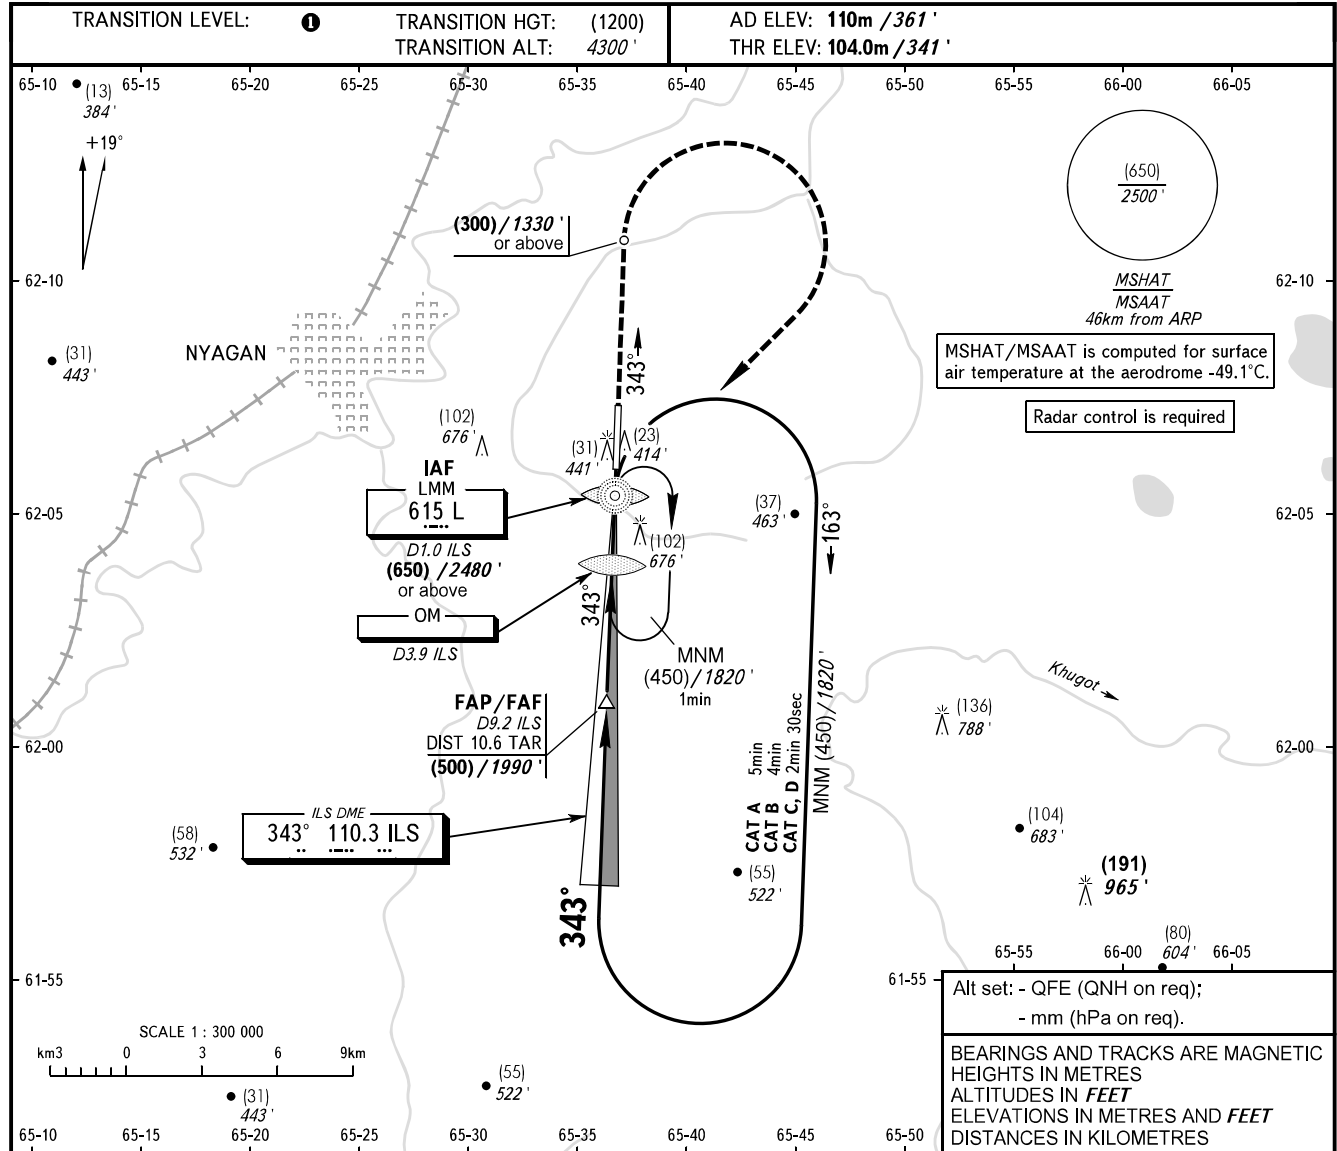 TRANSITION LEVEL: ❶ TRANSITION HGT: (1200)
TRANSITION ALT: 4300 '
AD ELEV: 110m /361 '
THR ELEV: 104.0m /341 '
65-10 65-15 65-20 65-25 65-30 65-35 65-40 65-45 65-50 65-55 66-00 66-05
(13)
384 '
+19°
(650)
2500 '
MSHAT
MSAAT
46km from ARP
MSHAT/MSAAT is computed for surface
air temperature at the aerodrome -49.1°C.
Radar control is required
(300) / 1330 '
or above
62-10 62-10
NYAGAN
(31)
443 '
343°
(102)
676 '
(31)
441 '
(23)
414 '
IAF
LMM
615 L
D1.0 ILS
(650) / 2480 '
or above
OM
D3.9 ILS
62-05 62-05
(37)
463 '
163°
(102)
676 '
343°
MNM
(450) / 1820 '
1min
FAP/FAF
D9.2 ILS
DIST 10.6 TAR
(500) / 1990 '
Khugot
(136)
788 '
62-00 62-00
CAT A 5min
CAT B 4min
CAT C, D 2min 30sec
MNM (450) / 1820 '
ILS DME
343° 110.3 ILS
(58)
532 '
(104)
683 '
(55)
522 '
(191)
965 '
343°
(80)
604 '
65-55 66-00 66-05
61-55 61-55
Alt set: - QFE (QNH on req);
- mm (hPa on req).
BEARINGS AND TRACKS ARE MAGNETIC
HEIGHTS IN METRES
ALTITUDES IN FEET
ELEVATIONS IN METRES AND FEET
DISTANCES IN KILOMETRES
SCALE 1 : 300 000
km3 0 3 6 9km
(31)
443 '
(55)
522 '
65-10 65-15 65-20 65-25 65-30 65-35 65-40 65-45 65-50